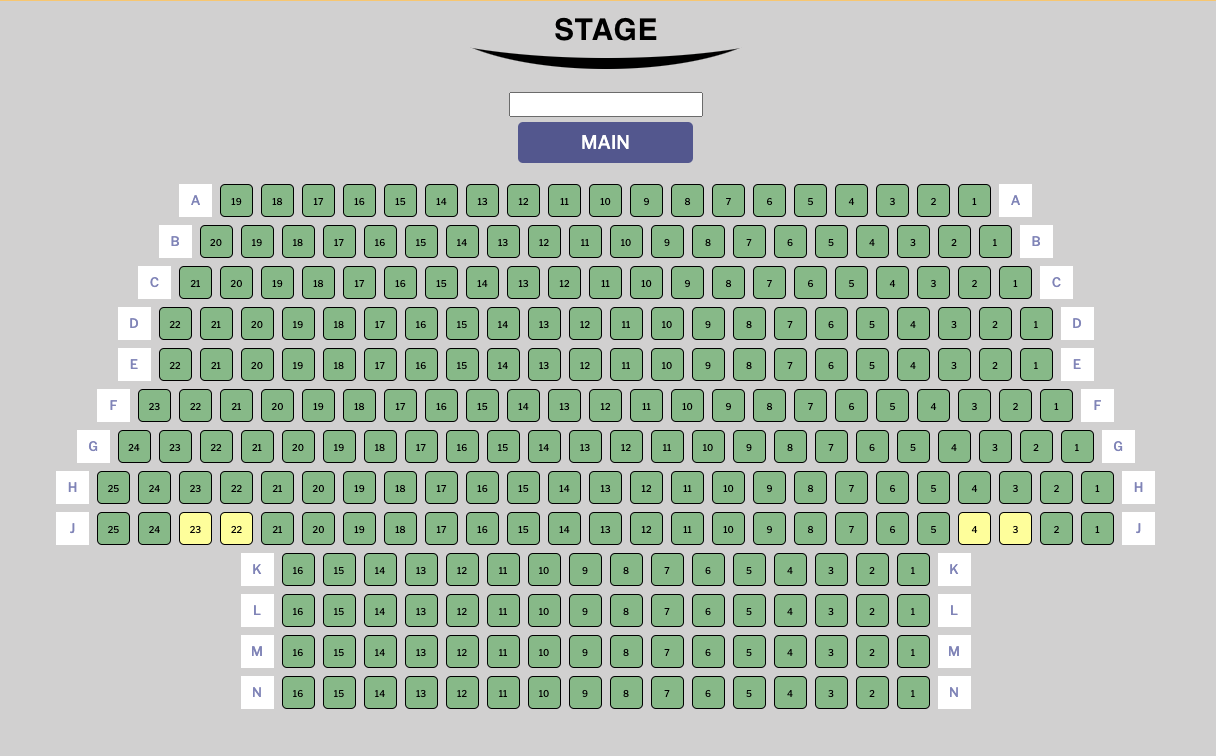 STAGE
MAIN
A 19 18 17 16 15 14 13 12 11 10 9 8 7 6 5 4 3 2 1 A
B 20 19 18 17 16 15 14 13 12 11 10 9 8 7 6 5 4 3 2 1 B
C 21 20 19 18 17 16 15 14 13 12 11 10 9 8 7 6 5 4 3 2 1 C
D 22 21 20 19 18 17 16 15 14 13 12 11 10 9 8 7 6 5 4 3 2 1 D
E 22 21 20 19 18 17 16 15 14 13 12 11 10 9 8 7 6 5 4 3 2 1 E
F 23 22 21 20 19 18 17 16 15 14 13 12 11 10 9 8 7 6 5 4 3 2 1 F
G 24 23 22 21 20 19 18 17 16 15 14 13 12 11 10 9 8 7 6 5 4 3 2 1 G
H 25 24 23 22 21 20 19 18 17 16 15 14 13 12 11 10 9 8 7 6 5 4 3 2 1 H
J 25 24 23 22 21 20 19 18 17 16 15 14 13 12 11 10 9 8 7 6 5 4 3 2 1 J
K 16 15 14 13 12 11 10 9 8 7 6 5 4 3 2 1 K
L 16 15 14 13 12 11 10 9 8 7 6 5 4 3 2 1 L
M 16 15 14 13 12 11 10 9 8 7 6 5 4 3 2 1 M
N 16 15 14 13 12 11 10 9 8 7 6 5 4 3 2 1 N